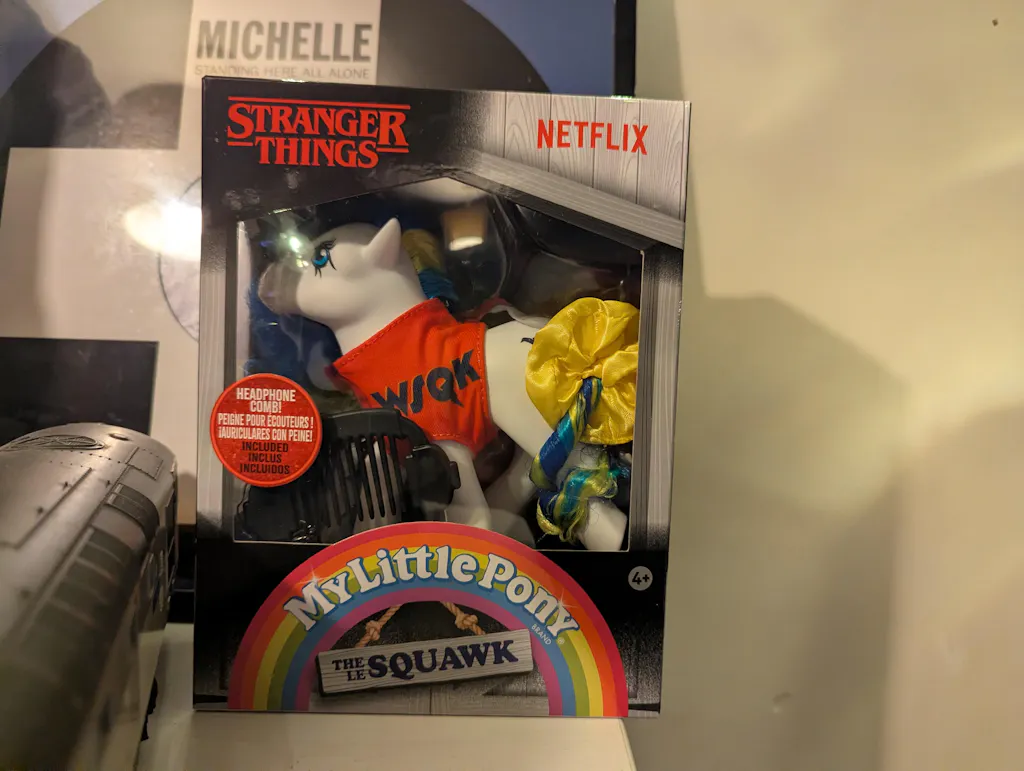 MICHELLE
STANDING HERE ALL ALONE
STRANGER
THINGS
NETFLIX
WSQK
HEADPHONE
COMB!
PEIGNE POUR ÉCOUTEURS !
¡AURICULARES CON PEINE!
INCLUDED
INCLUS
INCLUIDOS
4+
My Little Pony
BRAND
THE SQUAWK
LE